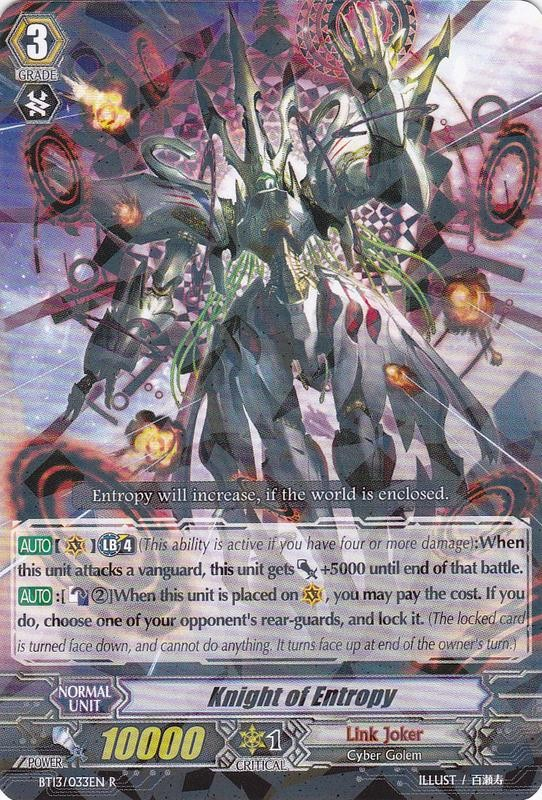 3
GRADE
Entropy will increase, if the world is enclosed.
AUTO [ ] LB 4 (This ability is active if you have four or more damage):When
this unit attacks a vanguard, this unit gets +5000 until end of that battle.
AUTO :[ ②]When this unit is placed on , you may pay the cost. If you
do, choose one of your opponent's rear-guards, and lock it. (The locked card
is turned face down, and cannot do anything. It turns face up at end of the owner's turn.)
NORMAL
UNIT
Knight of Entropy
POWER
10000
1
CRITICAL
Link Joker
Cyber Golem
BT13/033EN R
ILLUST / 百瀬寿